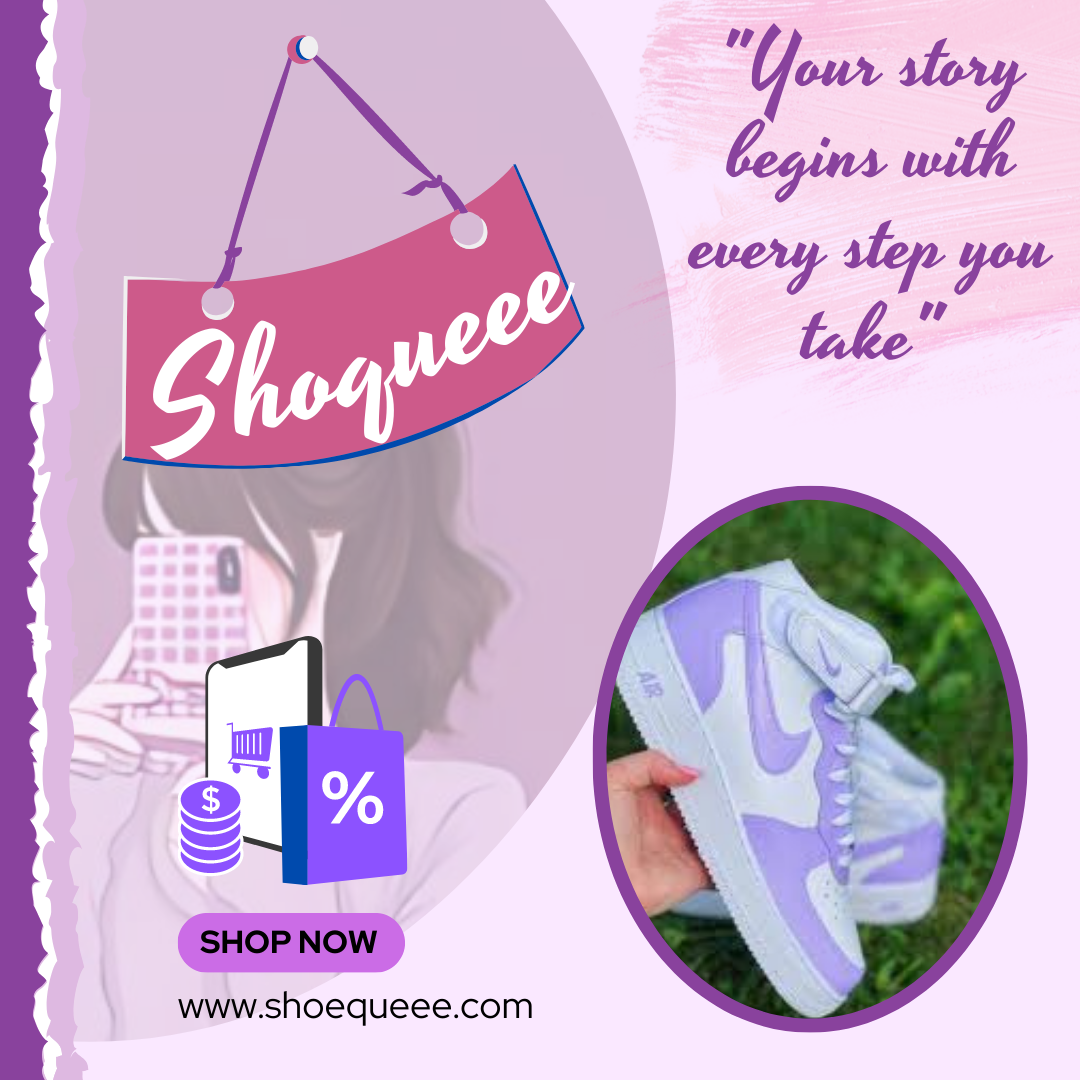 "Your story
begins with
every step you
take"
Shoqueee
AIR
$
%
SHOP NOW
www.shoequeee.com